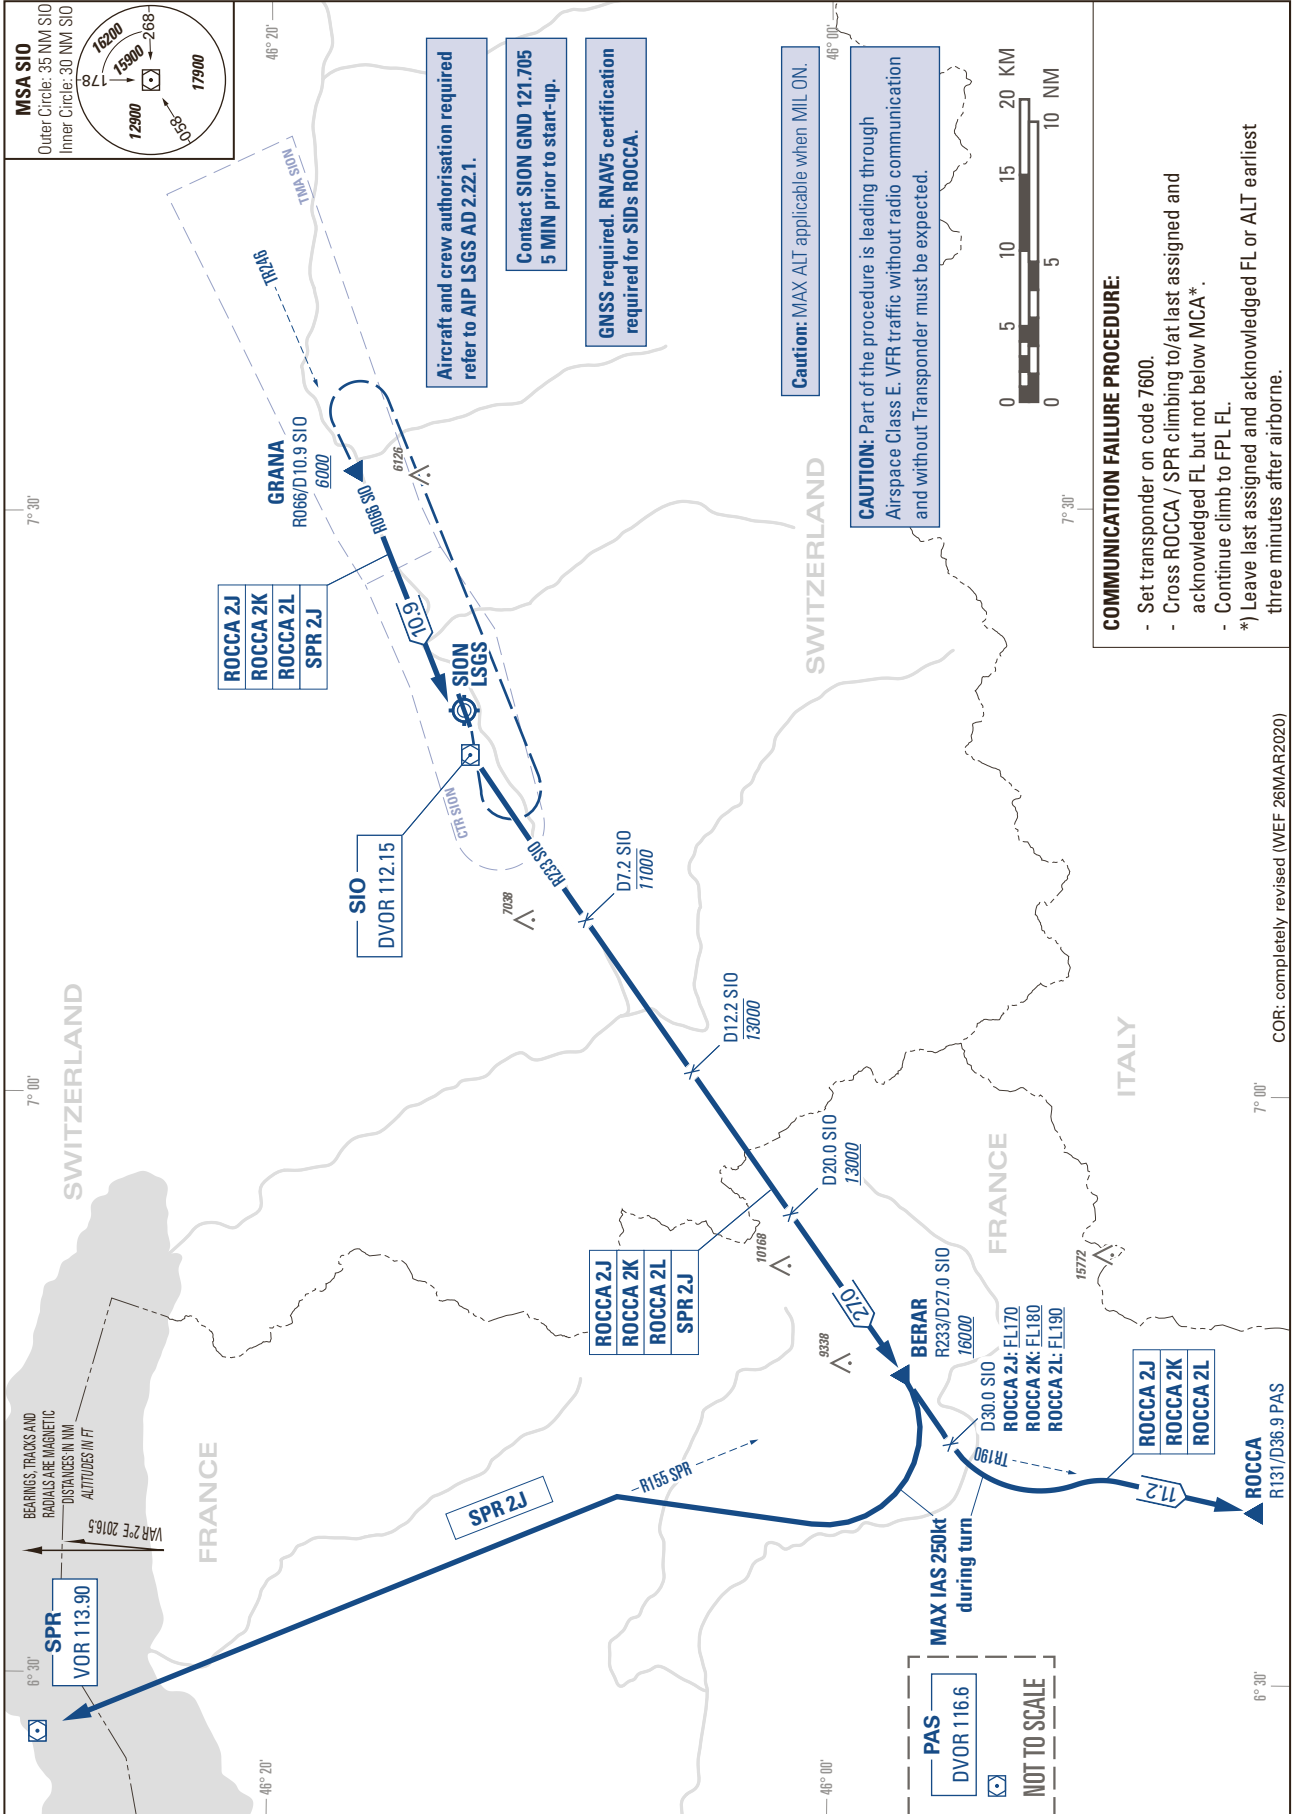 MSA SIO
Outer Circle: 35 NM SIO
Inner Circle: 30 NM SIO
16200
15900
268
178
12900
17900
058
46° 20'
46° 00'
TMA SION
TR246
Aircraft and crew authorisation required
refer to AIP LSGS AD 2.22.1.
Contact SION GND 121.705
5 MIN prior to start-up.
GNSS required. RNAV5 certification
required for SIDs ROCCA.
Caution: MAX ALT applicable when MIL ON.
CAUTION: Part of the procedure is leading through
Airspace Class E. VFR traffic without radio communication
and without Transponder must be expected.
0 5 10 15 20 KM
0 5 10 NM
COMMUNICATION FAILURE PROCEDURE:
- Set transponder on code 7600.
- Cross ROCCA / SPR climbing to/at last assigned and
acknowledged FL but not below MCA*.
- Continue climb to FPL FL.
*) Leave last assigned and acknowledged FL or ALT earliest
three minutes after airborne.
7° 30'
7° 30'
GRANA
R066/D10.9 SIO
6000
R066 SIO
6126
ROCCA 2J
ROCCA 2K
ROCCA 2L
SPR 2J
10.9
SION
LSGS
SWITZERLAND
CTR SION
SIO
DVOR 112.15
R233 SIO
7038
D7.2 SIO
11000
D12.2 SIO
13000
D20.0 SIO
13000
SWITZERLAND
7° 00'
7° 00'
ITALY
FRANCE
COR: completely revised (WEF 26MAR2020)
ROCCA 2J
ROCCA 2K
ROCCA 2L
SPR 2J
10168
9338
15772
27.0
BERAR
R233/D27.0 SIO
16000
D30.0 SIO
ROCCA 2J: FL170
ROCCA 2K: FL180
ROCCA 2L: FL190
TR190
ROCCA 2J
ROCCA 2K
ROCCA 2L
11.2
ROCCA
R131/D36.9 PAS
BEARINGS, TRACKS AND
RADIALS ARE MAGNETIC
DISTANCES IN NM
ALTITUDES IN FT
VAR 2°E 2016.5
FRANCE
SPR 2J
R155 SPR
MAX IAS 250kt
during turn
SPR
VOR 113.90
6° 30'
6° 30'
46° 20'
46° 00'
PAS
DVOR 116.6
NOT TO SCALE